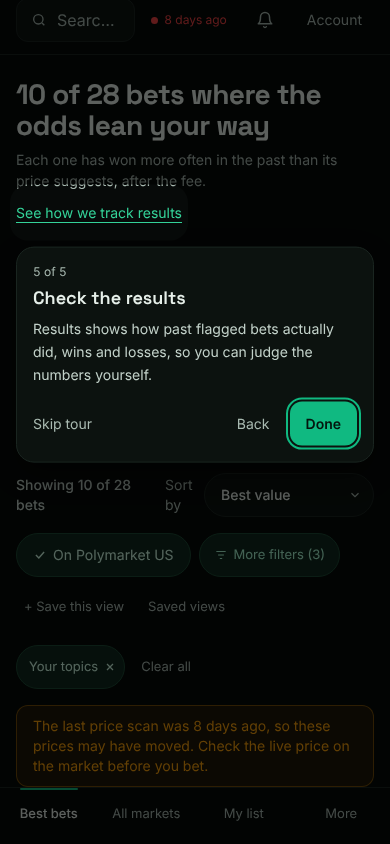 Searc...
8 days ago
Account
10 of 28 bets where the
odds lean your way
Each one has won more often in the past than its
price suggests, after the fee.
See how we track results
5 of 5
Check the results
Results shows how past flagged bets actually
did, wins and losses, so you can judge the
numbers yourself.
Skip tour
Back
Done
Showing 10 of 28
bets
Sort
by
Best value
✓ On Polymarket US
More filters (3)
+ Save this view
Saved views
Your topics ×
Clear all
The last price scan was 8 days ago, so these
prices may have moved. Check the live price on
the market before you bet.
Best bets
All markets
My list
More